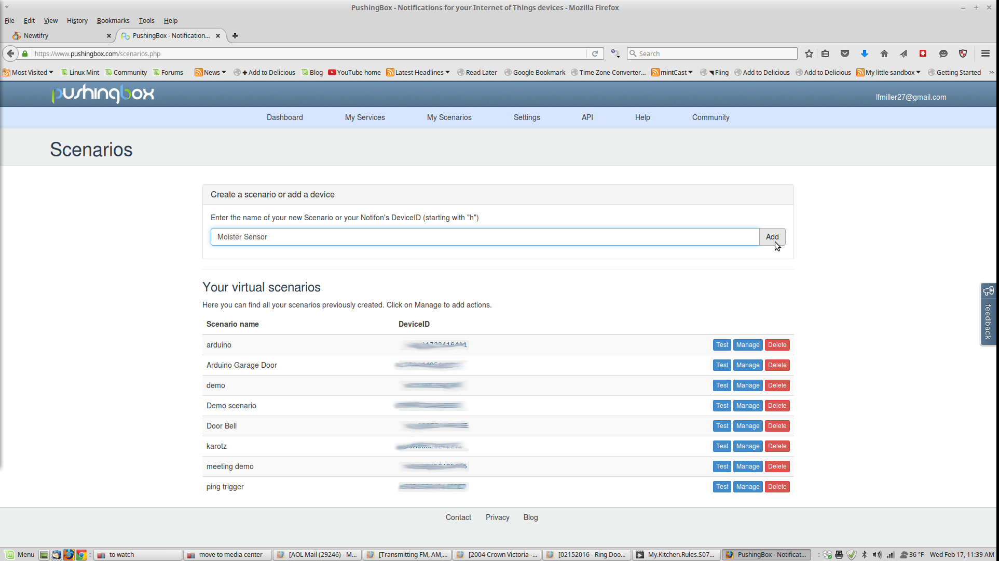 PushingBox - Notifications for your Internet of Things devices - Mozilla Firefox
File Edit View History Bookmarks Tools Help
Newtifry PushingBox - Notification...
https://www.pushingbox.com/scenarios.php Search
Most Visited Linux Mint Community Forums News + Add to Delicious Blog YouTube home Latest Headlines Read Later Google Bookmark Time Zone Converter... mintCast Fling Add to Delicious Add to Delicious My little sandbox Getting Started »
pushingbox
lfmiller27@gmail.com
Dashboard My Services My Scenarios Settings API Help Community
Scenarios
Create a scenario or add a device
Enter the name of your new Scenario or your Notifon's DeviceID (starting with "h")
Moister Sensor Add
feedback
Your virtual scenarios
Here you can find all your scenarios previously created. Click on Manage to add actions.
Scenario name DeviceID
arduino Test Manage Delete
Arduino Garage Door Test Manage Delete
demo Test Manage Delete
Demo scenario Test Manage Delete
Door Bell Test Manage Delete
karotz Test Manage Delete
meeting demo Test Manage Delete
ping trigger Test Manage Delete
Contact Privacy Blog
Menu to watch move to media center [AOL Mail (29246) - M... [Transmitting FM, AM,... [2004 Crown Victoria -... [02152016 - Ring Doo... My.Kitchen.Rules.S07... PushingBox - Notificat... 36 °F Wed Feb 17, 11:39 AM